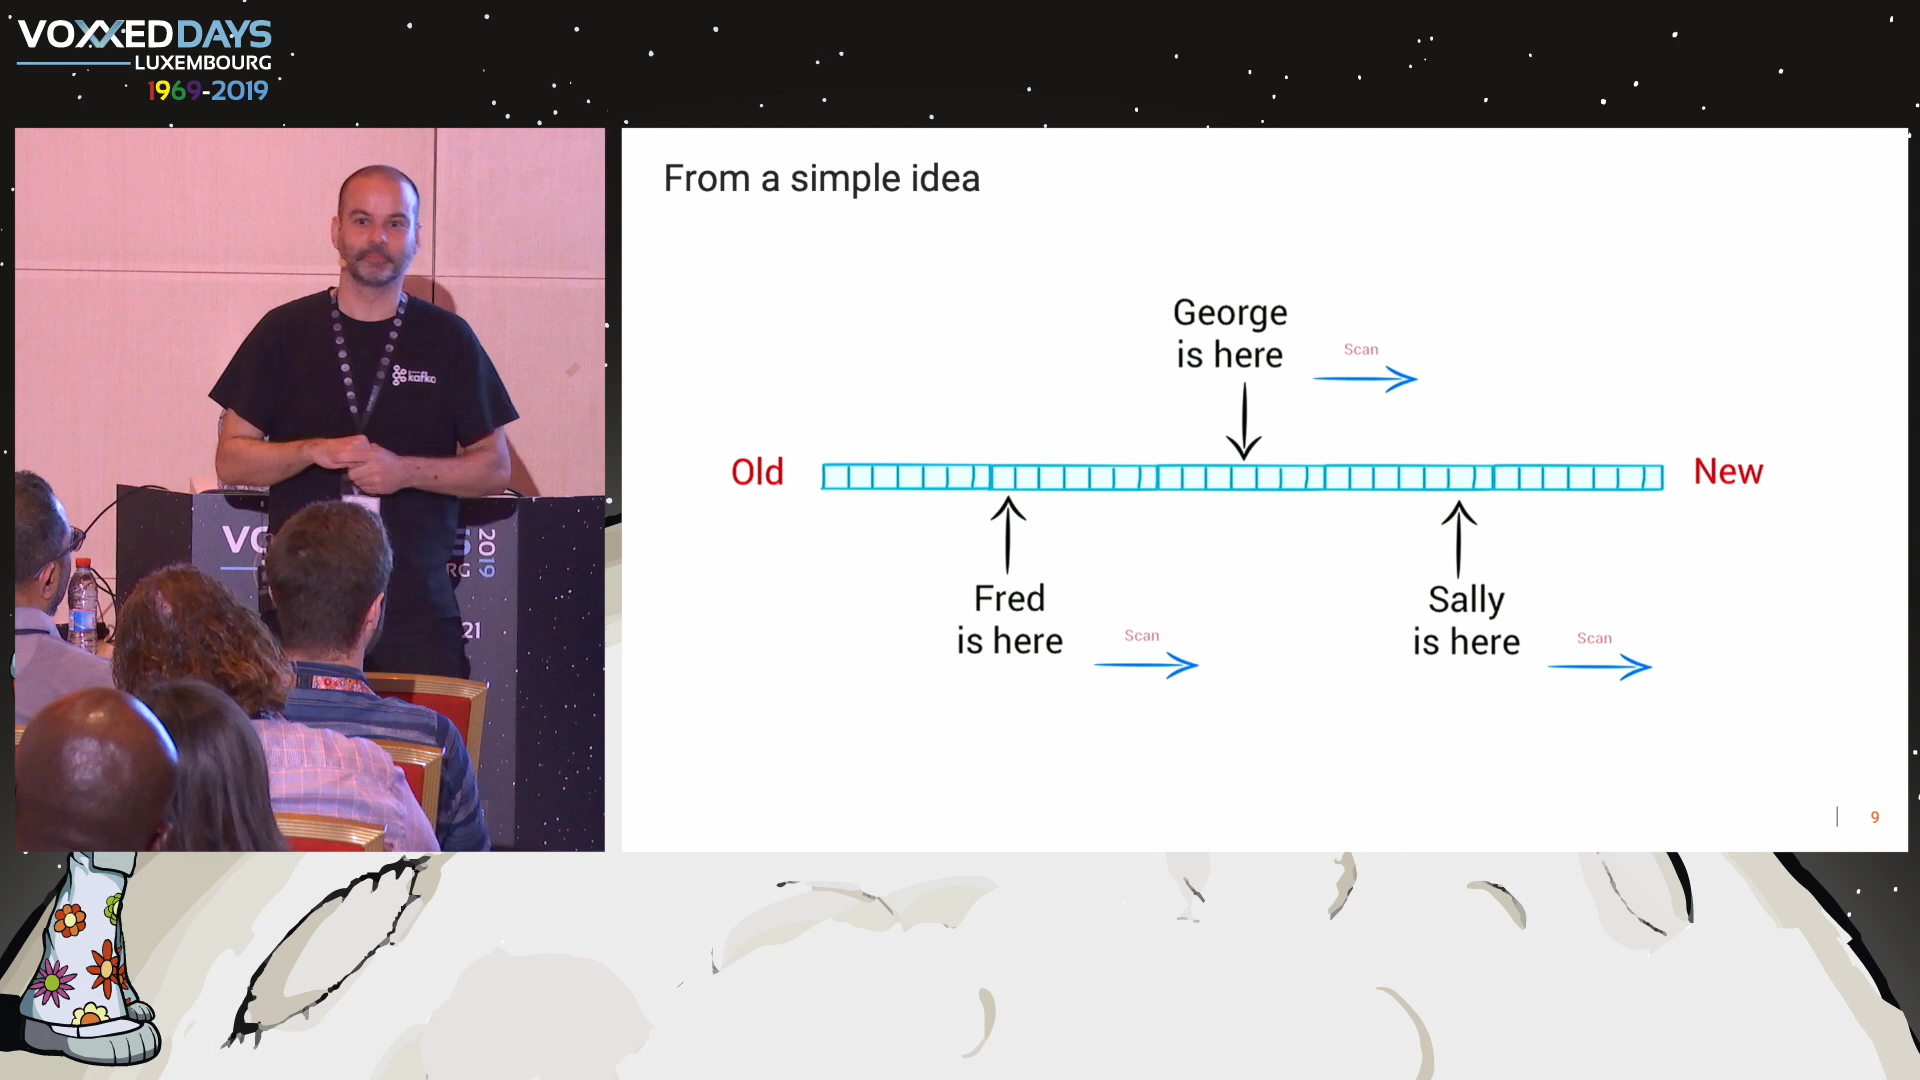 VOXXEDDAYS
LUXEMBOURG
1969-2019
kafka
2019
RG
21
From a simple idea
George
is here
Scan
Old
New
Fred
is here
Scan
Sally
is here
Scan
9